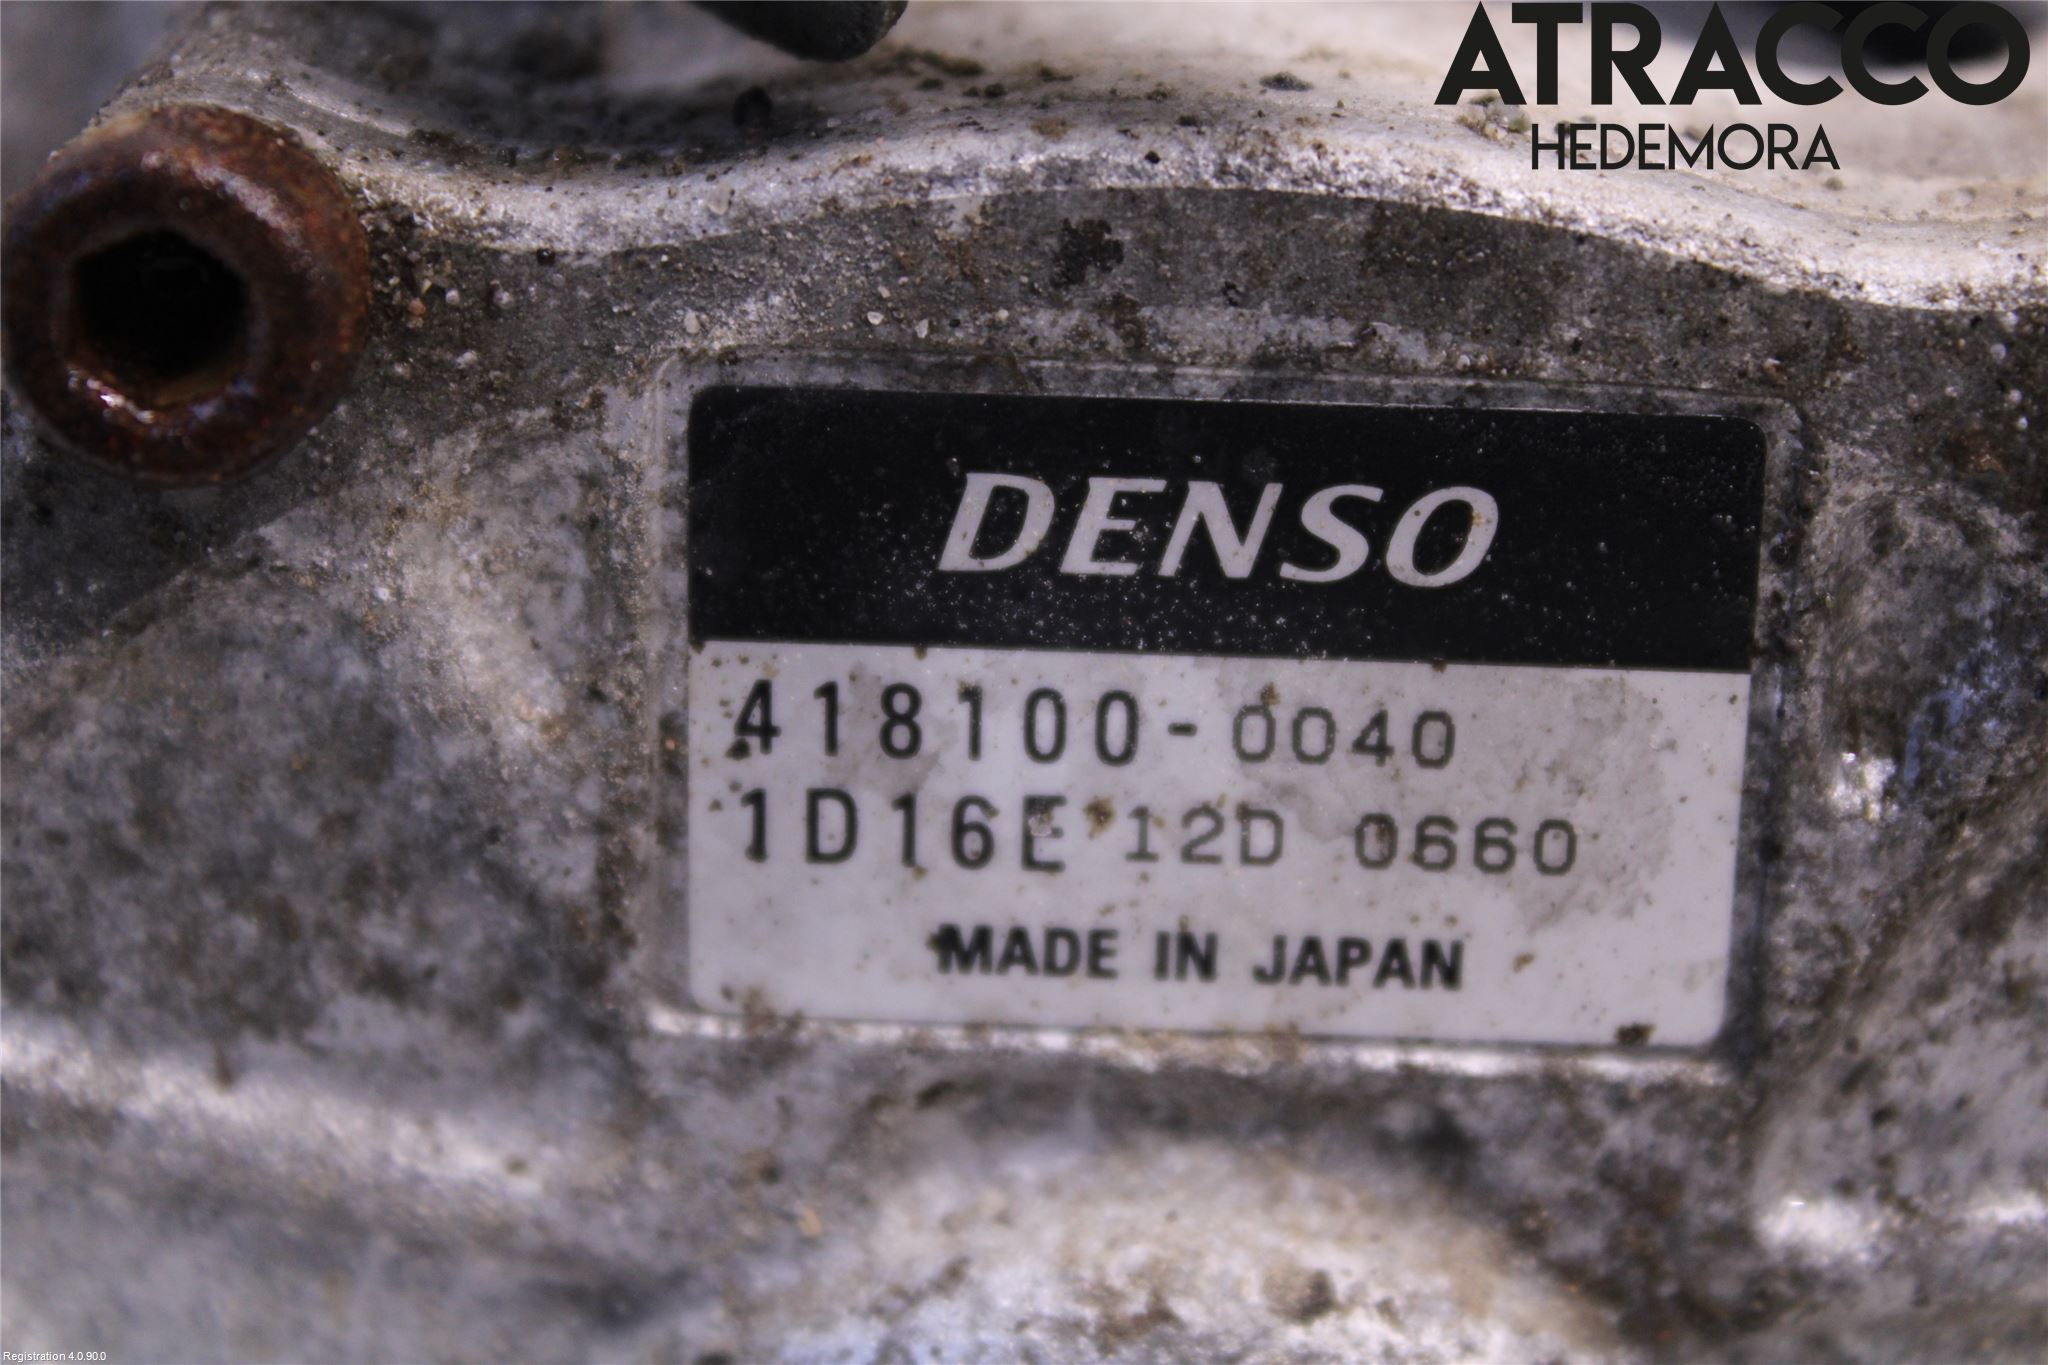 ATRACCO
HEDEMORA
DENSO
418100-0040
1D16E 12D 0660
MADE IN JAPAN
Registration 4.0.90.0